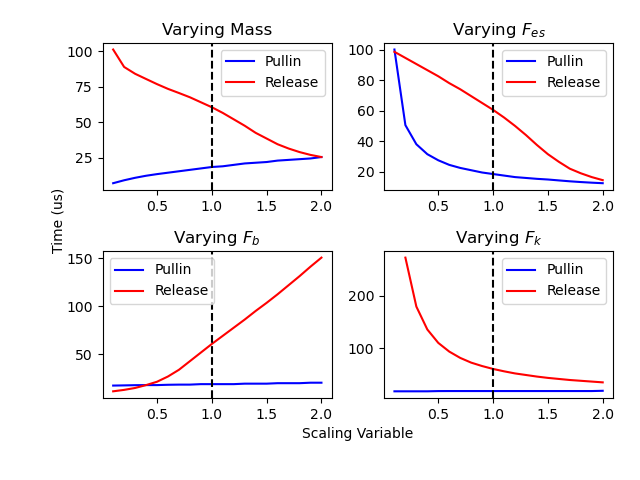 Varying Mass
100
75
50
25
0.5 1.0 1.5 2.0
Pullin
Release
Varying F_es
100
80
60
40
20
0.5 1.0 1.5 2.0
Pullin
Release
Time (us)
Varying F_b
150
100
50
0.5 1.0 1.5 2.0
Pullin
Release
Varying F_k
200
100
0.5 1.0 1.5 2.0
Pullin
Release
Scaling Variable